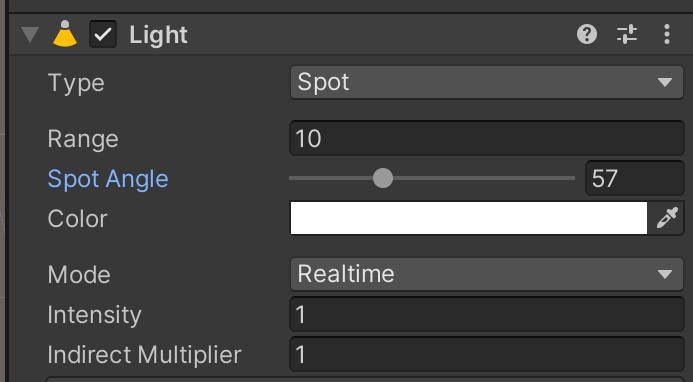 Light
Type Spot
Range 10
Spot Angle 57
Color
Mode Realtime
Intensity 1
Indirect Multiplier 1